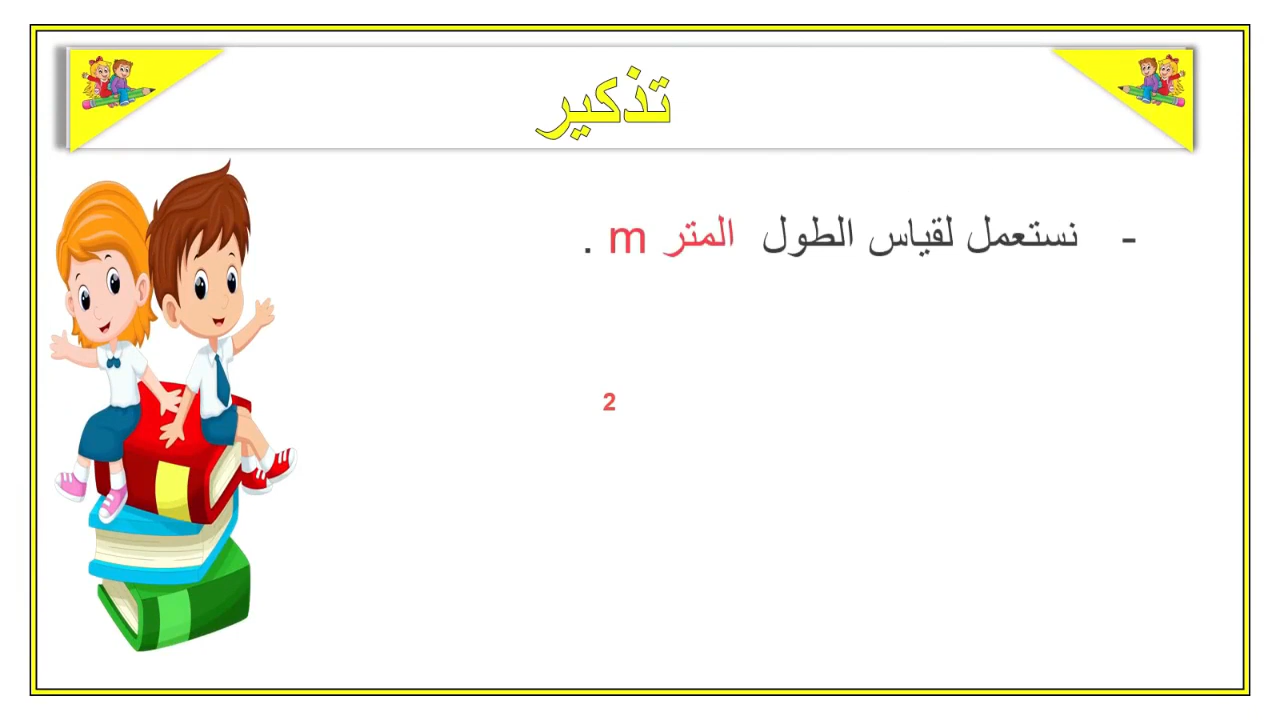 تذكير
- نستعمل لقياس الطول المتر m .
2